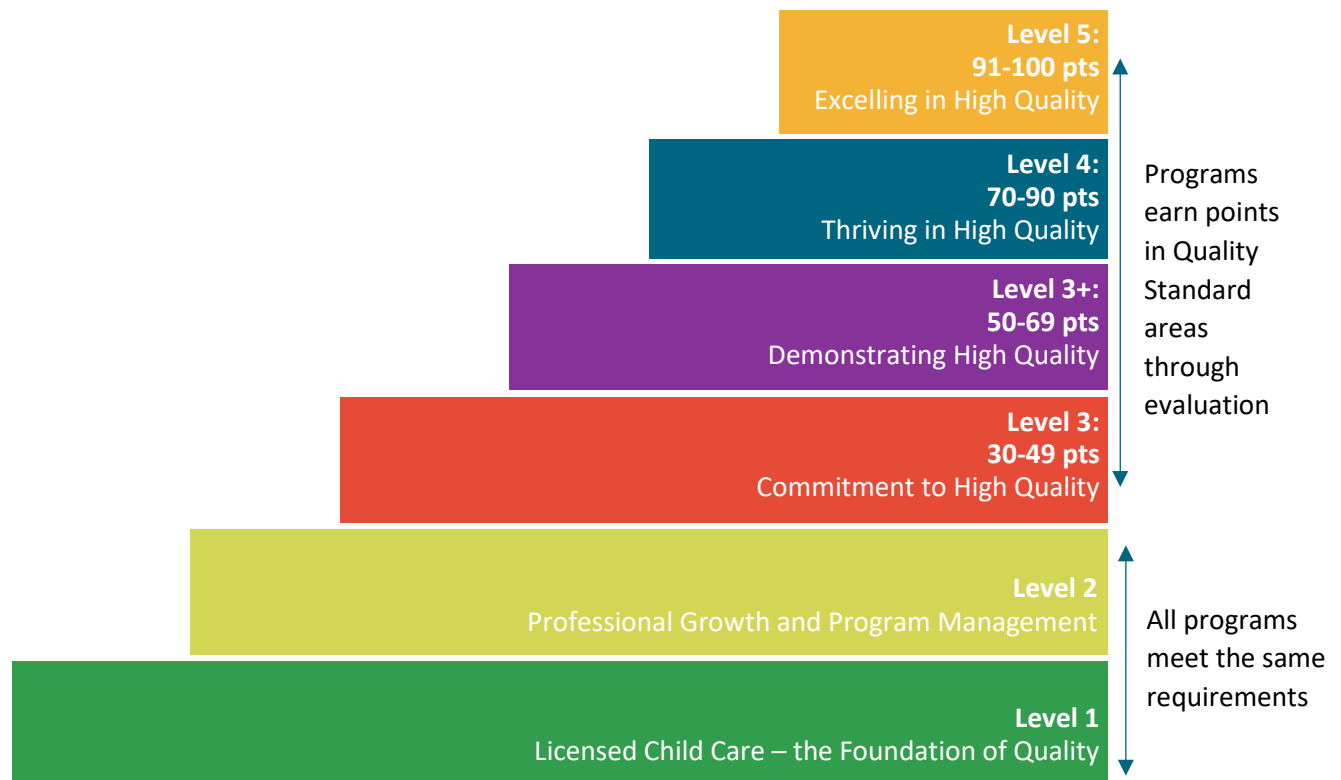 Level 5:
91-100 pts
Excelling in High Quality
Level 4:
70-90 pts
Thriving in High Quality
Level 3+:
50-69 pts
Demonstrating High Quality
Level 3:
30-49 pts
Commitment to High Quality
Programs
earn points
in Quality
Standard
areas
through
evaluation
Level 2
Professional Growth and Program Management
Level 1
Licensed Child Care – the Foundation of Quality
All programs
meet the same
requirements